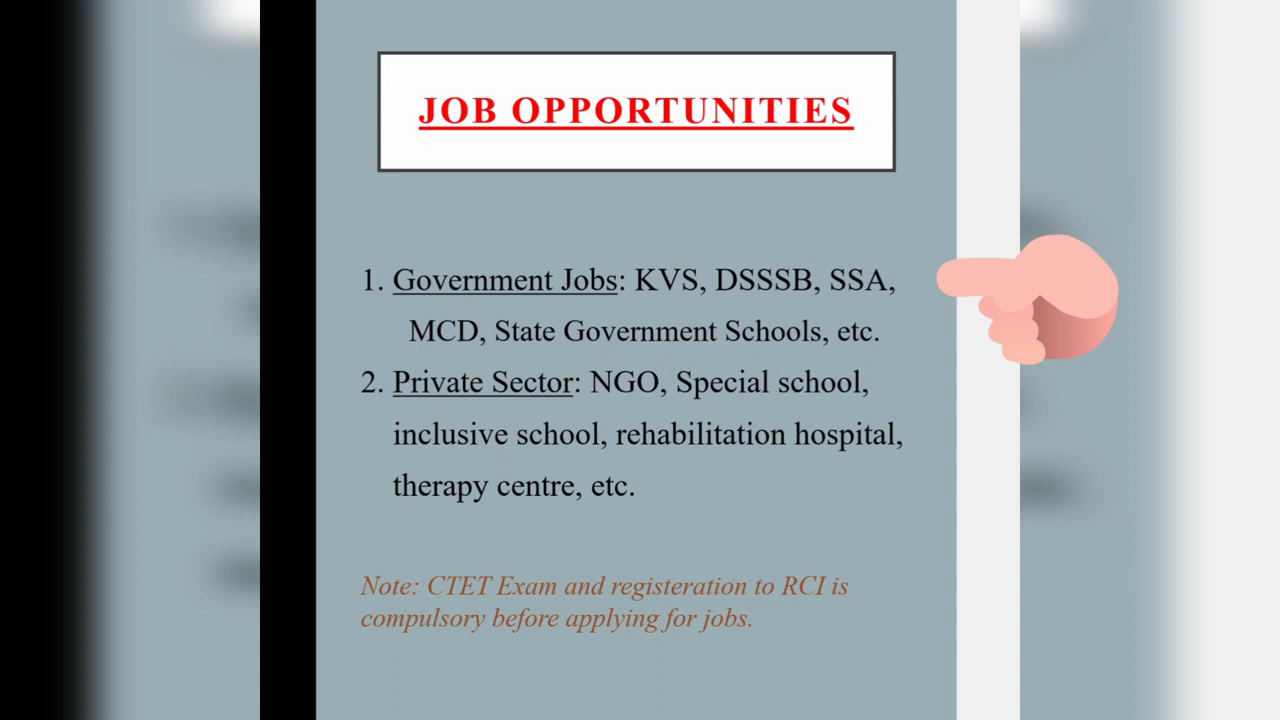 JOB OPPORTUNITIES
1. Government Jobs: KVS, DSSSB, SSA,
MCD, State Government Schools, etc.
2. Private Sector: NGO, Special school,
inclusive school, rehabilitation hospital,
therapy centre, etc.
Note: CTET Exam and registeration to RCI is
compulsory before applying for jobs.